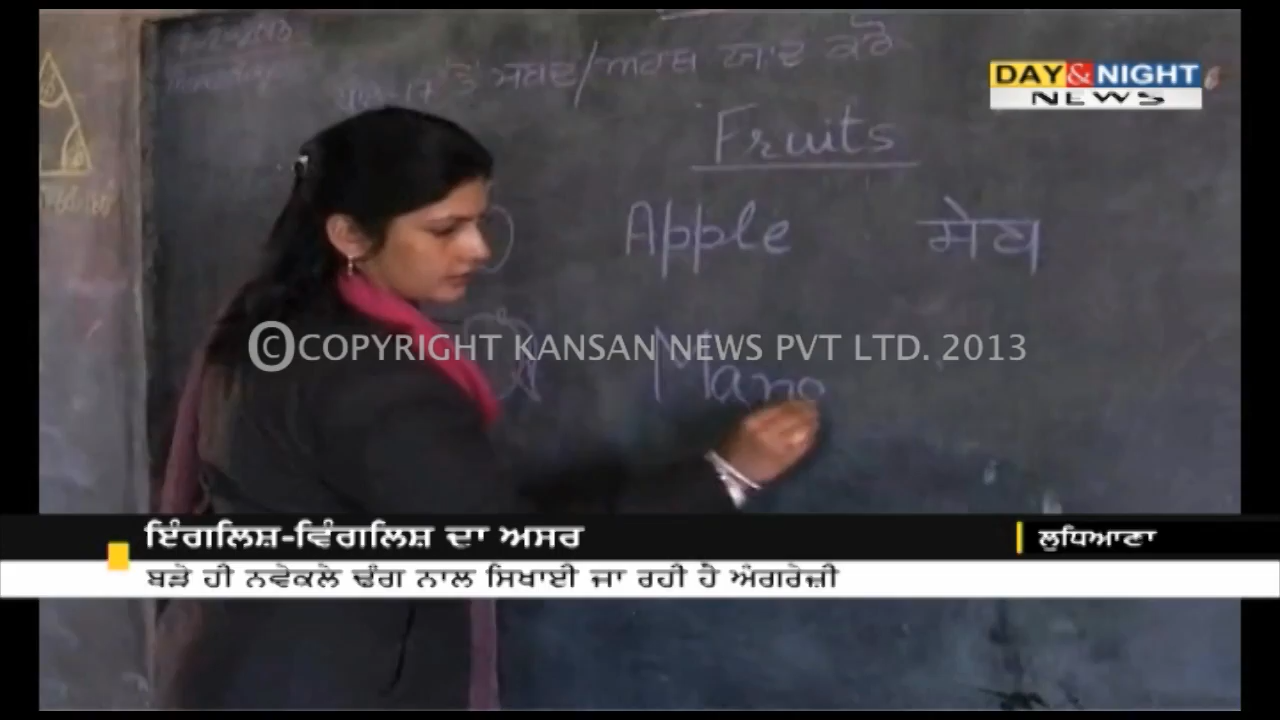 DAY & NIGHT
NEWS
Fruits
Apple ਸੇਬ
Mano
©COPYRIGHT KANSAN NEWS PVT LTD. 2013
ਇੰਗਲਿਸ਼-ਵਿੰਗਲਿਸ਼ ਦਾ ਅਸਰ
ਲੁਧਿਆਣਾ
ਬੜੇ ਹੀ ਨਵੇਕਲੇ ਢੰਗ ਨਾਲ ਸਿਖਾਈ ਜਾ ਰਹੀ ਹੈ ਅੰਗਰੇਜ਼ੀ